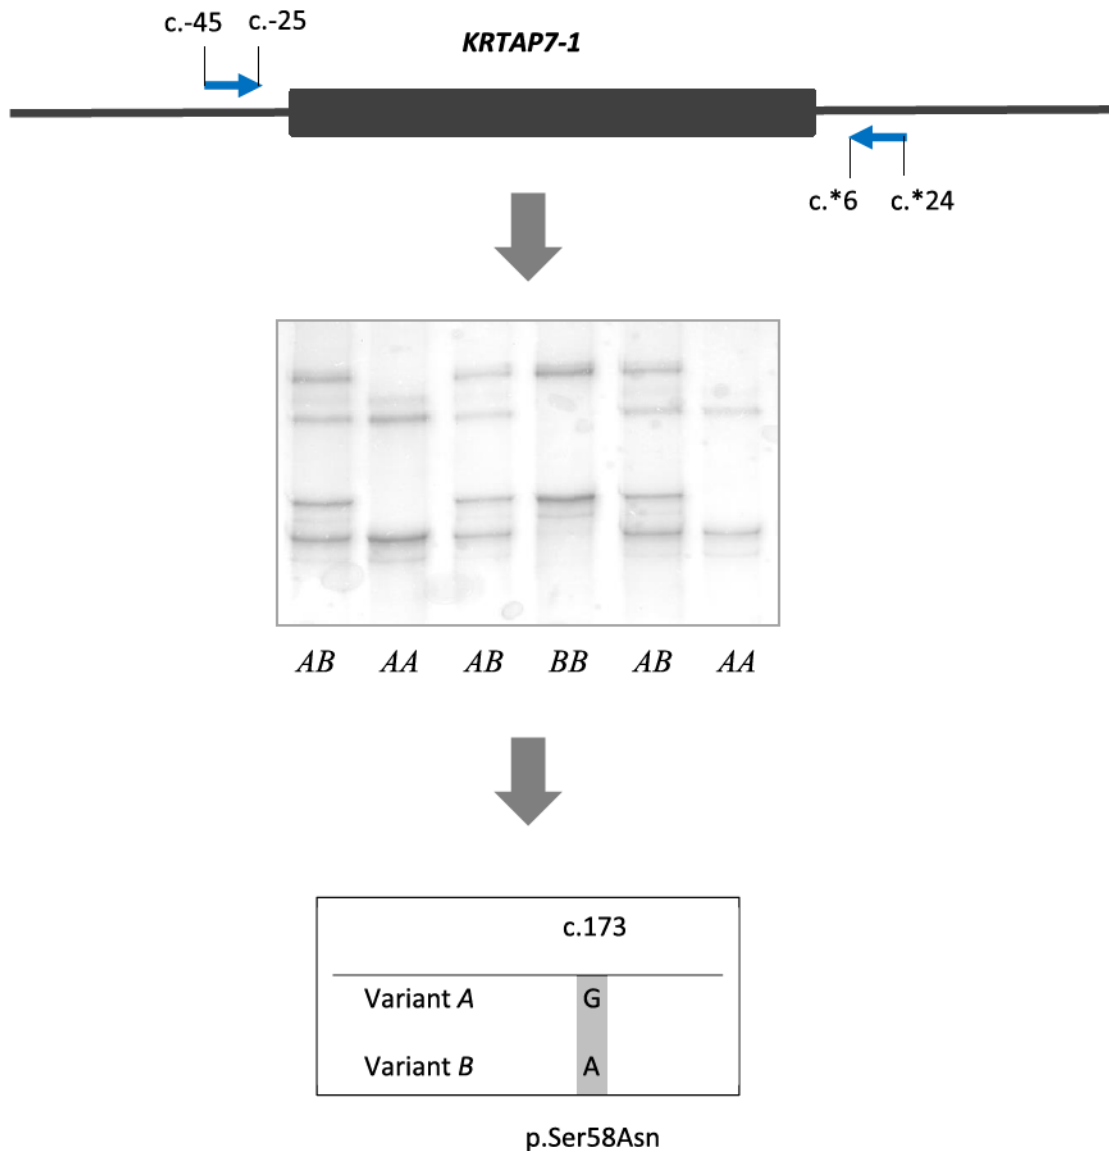 c.-45 c.-25
KRTAP7-1
c.*6 c.*24
AB AA AB BB AB AA
c.173
Variant A G
Variant B A
p.Ser58Asn